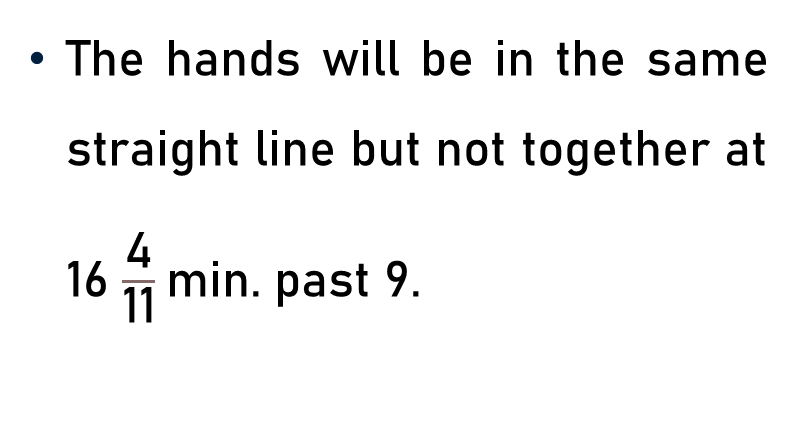 • The hands will be in the same
straight line but not together at
16 4/11 min. past 9.